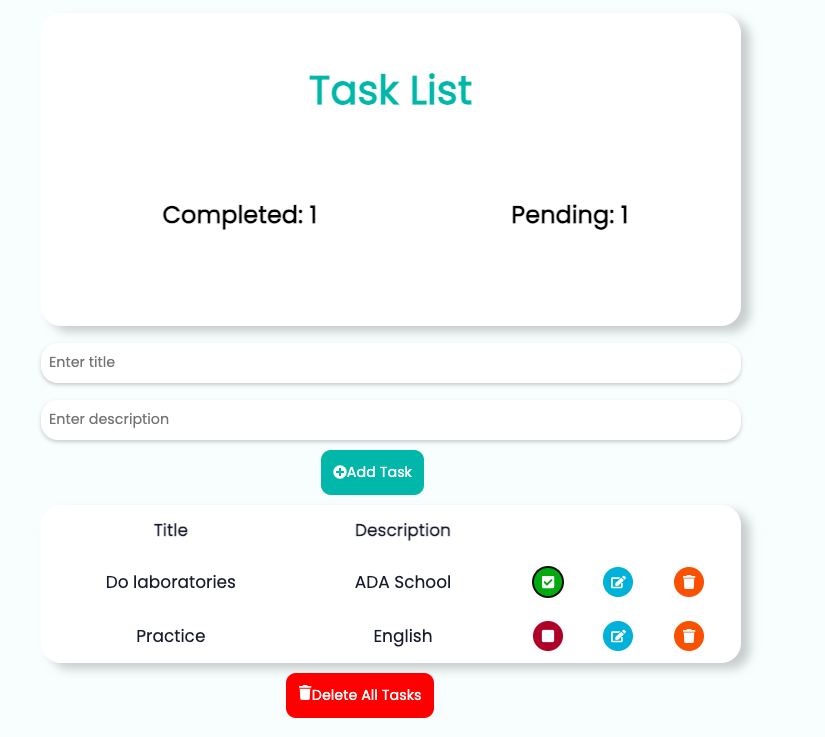 Task List
Completed: 1 Pending: 1
Enter title
Enter description
Add Task
Title Description
Do laboratories ADA School
Practice English
Delete All Tasks